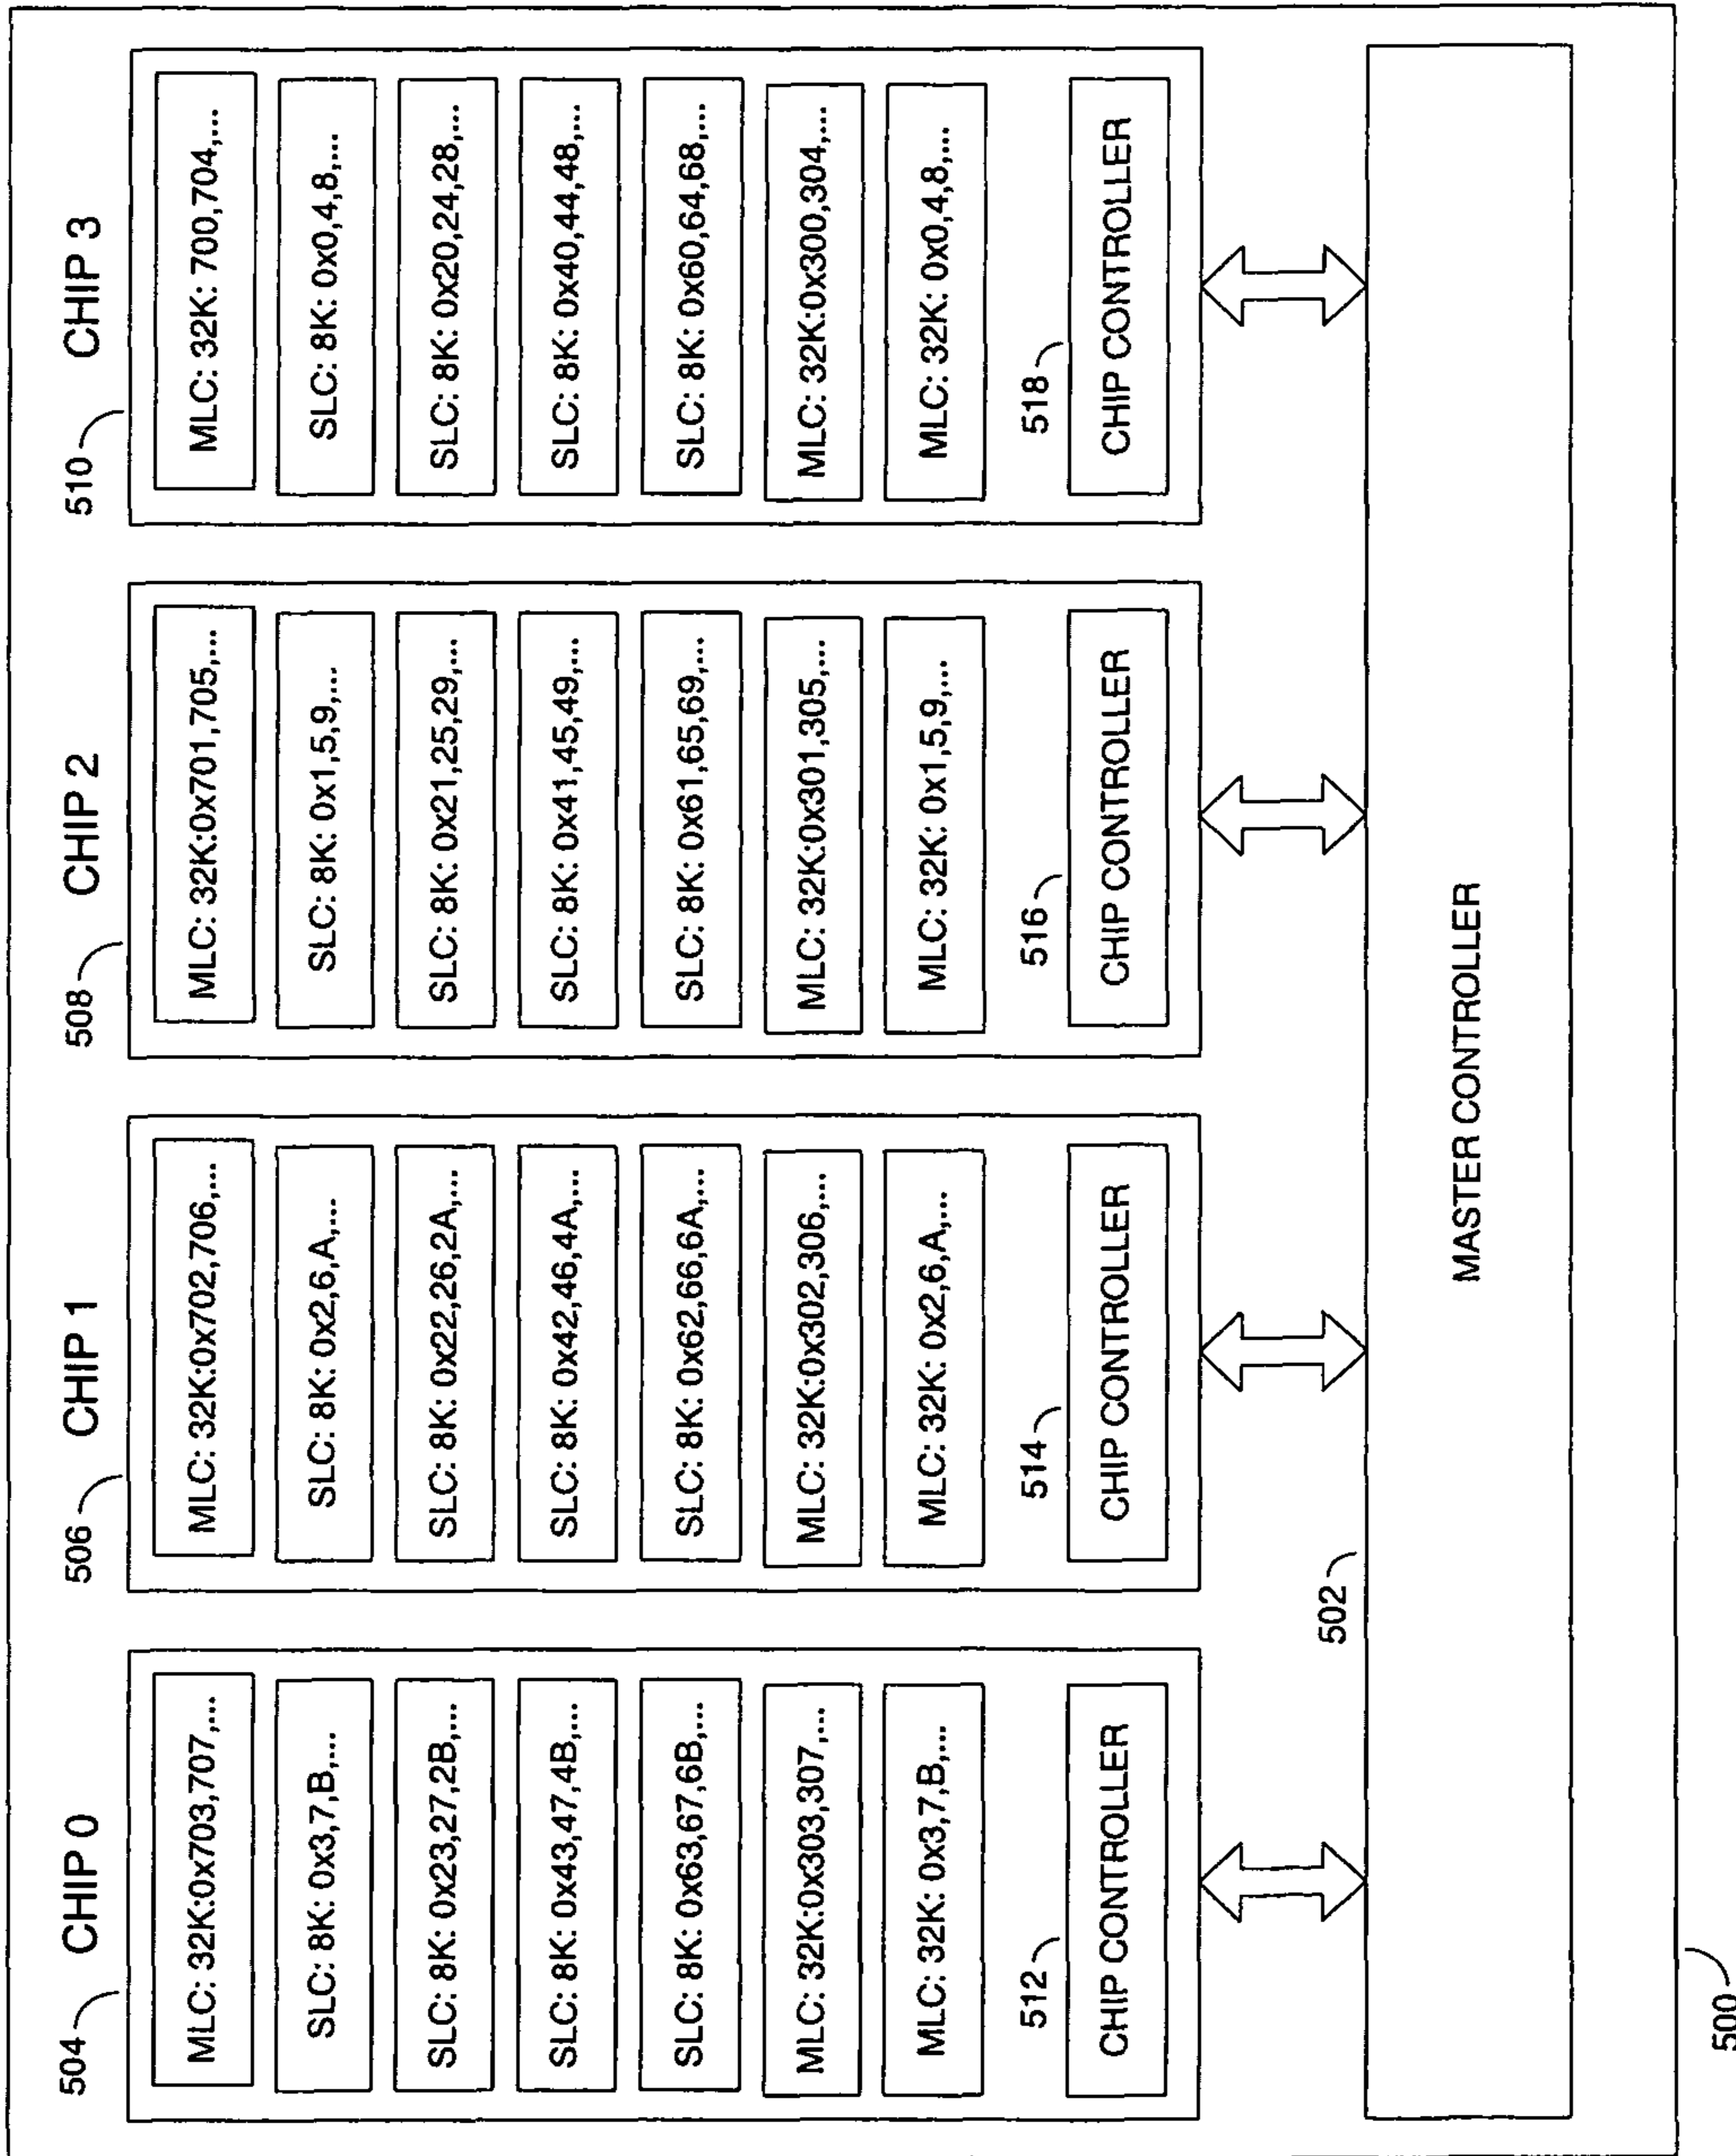 504
CHIP 0
MLC: 32K:0x703,707,...
SLC: 8K: 0x3,7,B,...
SLC: 8K: 0x23,27,2B,...
SLC: 8K: 0x43,47,4B,...
SLC: 8K: 0x63,67,6B,...
MLC: 32K:0x303,307,...
MLC: 32K: 0x3,7,B,...
512
CHIP CONTROLLER
506
CHIP 1
MLC: 32K:0x702,706,...
SLC: 8K: 0x2,6,A,...
SLC: 8K: 0x22,26,2A,...
SLC: 8K: 0x42,46,4A,...
SLC: 8K: 0x62,66,6A,...
MLC: 32K:0x302,306,...
MLC: 32K: 0x2,6,A,...
514
CHIP CONTROLLER
508
CHIP 2
MLC: 32K:0x701,705,...
SLC: 8K: 0x1,5,9,...
SLC: 8K: 0x21,25,29,...
SLC: 8K: 0x41,45,49,...
SLC: 8K: 0x61,65,69,...
MLC: 32K:0x301,305,...
MLC: 32K: 0x1,5,9,...
516
CHIP CONTROLLER
510
CHIP 3
MLC: 32K: 700,704,...
SLC: 8K: 0x0,4,8,...
SLC: 8K: 0x20,24,28,...
SLC: 8K: 0x40,44,48,...
SLC: 8K: 0x60,64,68,...
MLC: 32K:0x300,304,...
MLC: 32K: 0x0,4,8,...
518
CHIP CONTROLLER
502
MASTER CONTROLLER
500